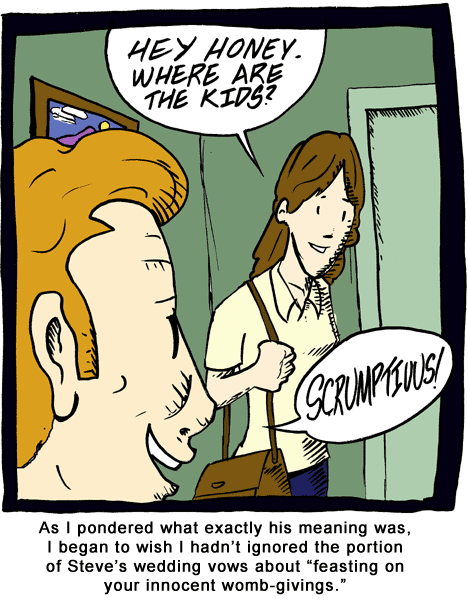 HEY HONEY.
WHERE ARE
THE KIDS?
SCRUMPTIUUS!
As I pondered what exactly his meaning was,
I began to wish I hadn't ignored the portion
of Steve's wedding vows about “feasting on
your innocent womb-givings.”